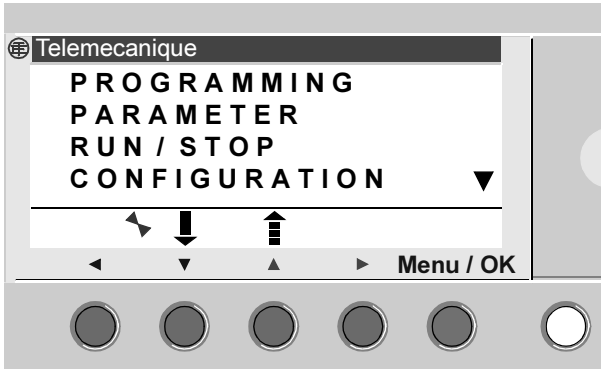 Telemecanique
PROGRAMMING
PARAMETER
RUN / STOP
CONFIGURATION
Menu / OK